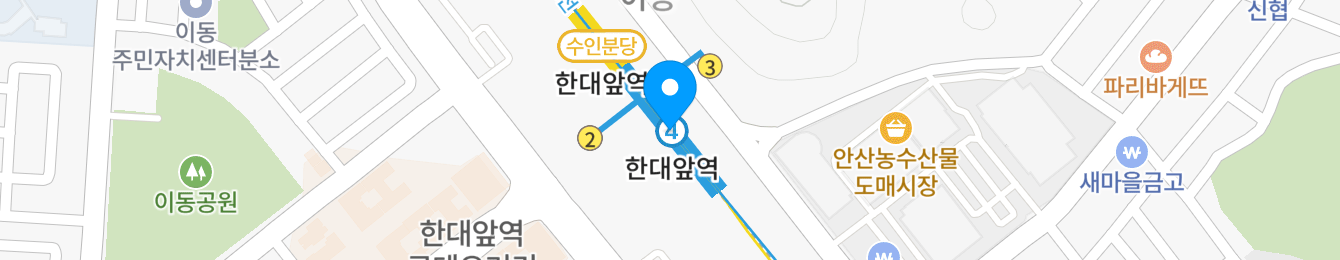 이동
신협
이동
주민자치센터분소
수인분당
한대앞역
3
파리바게뜨
2
4
한대앞역
안산농수산물
도매시장
새마을금고
이동공원
한대앞역